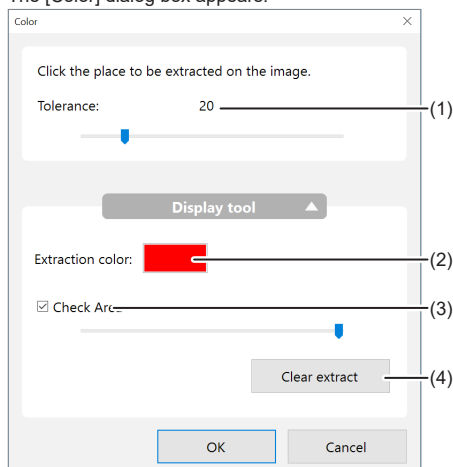 The [Color] dialog box appears.
Color
Click the place to be extracted on the image.
Tolerance: 20 (1)
Display tool
Extraction color: (2)
Check Area (3)
Clear extract (4)
OK Cancel